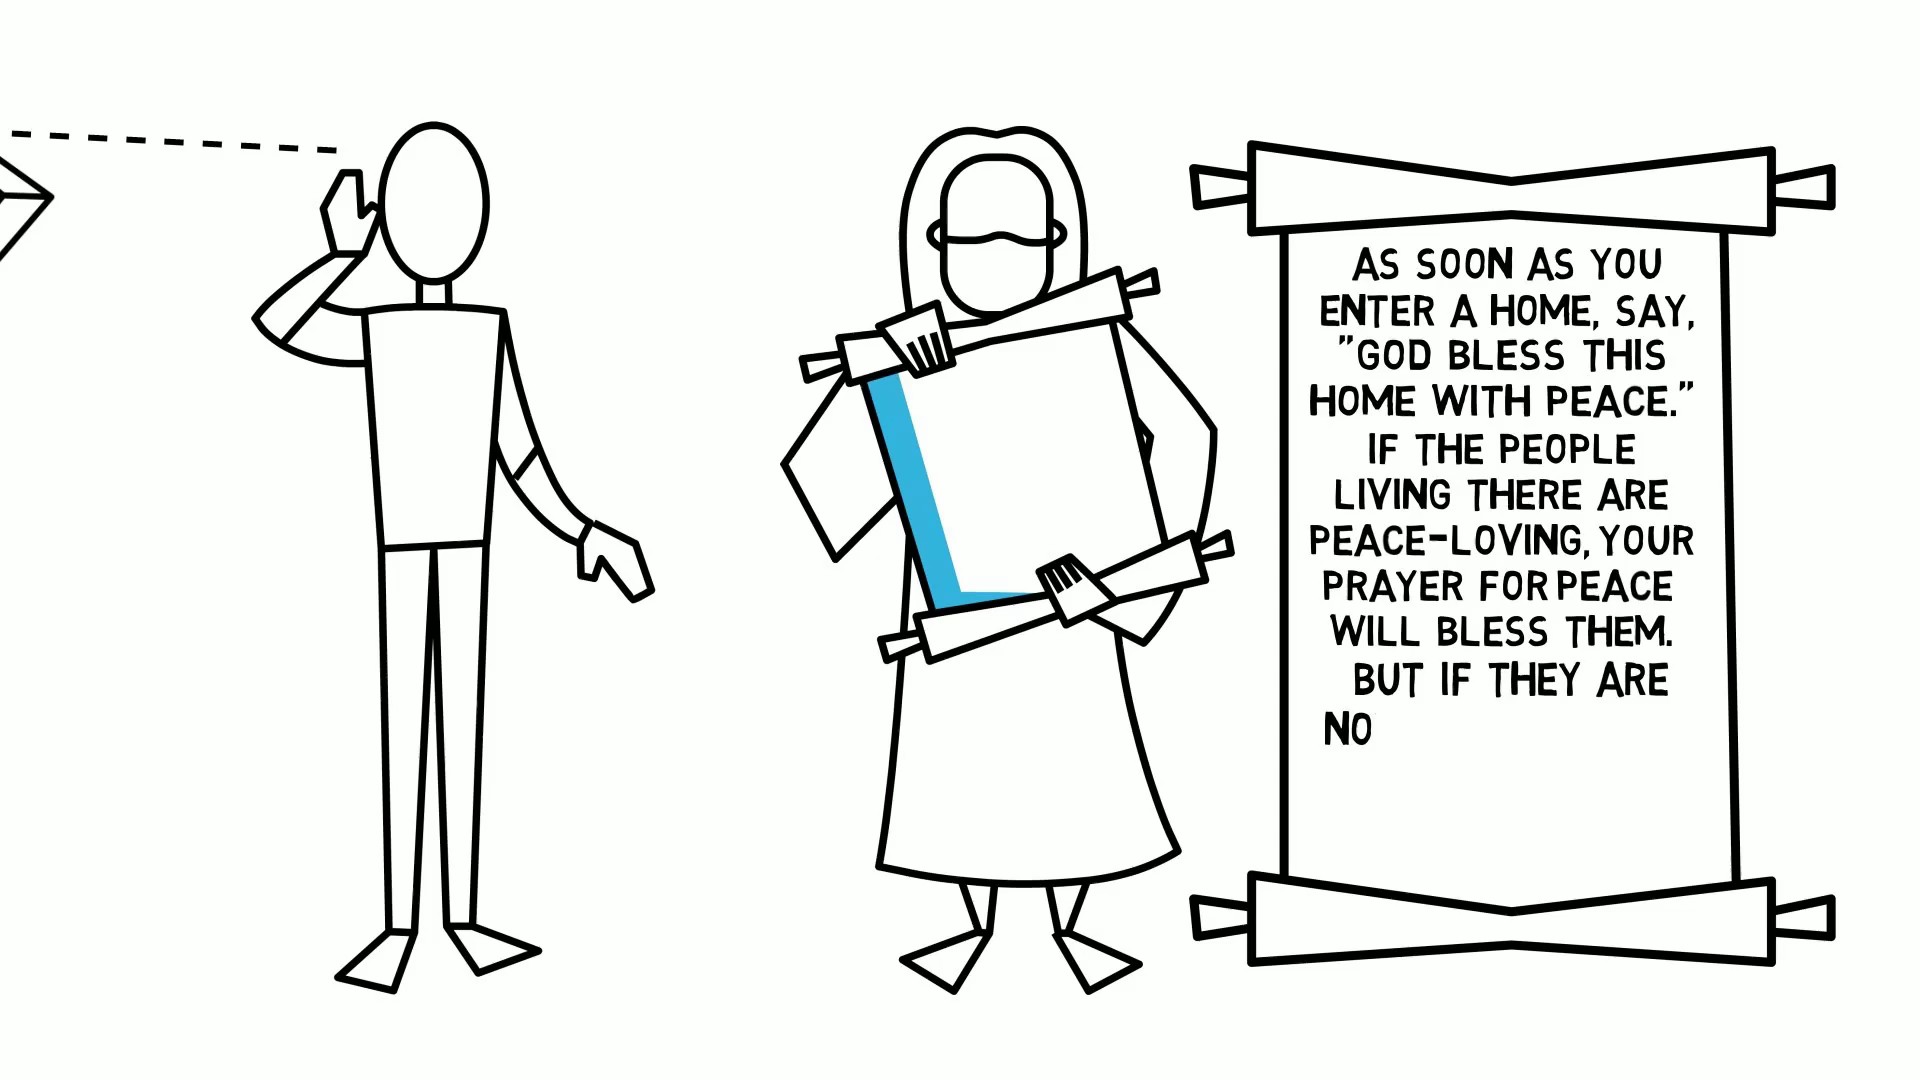 AS SOON AS YOU
ENTER A HOME, SAY,
"GOD BLESS THIS
HOME WITH PEACE."
IF THE PEOPLE
LIVING THERE ARE
PEACE-LOVING, YOUR
PRAYER FOR PEACE
WILL BLESS THEM.
BUT IF THEY ARE
NO